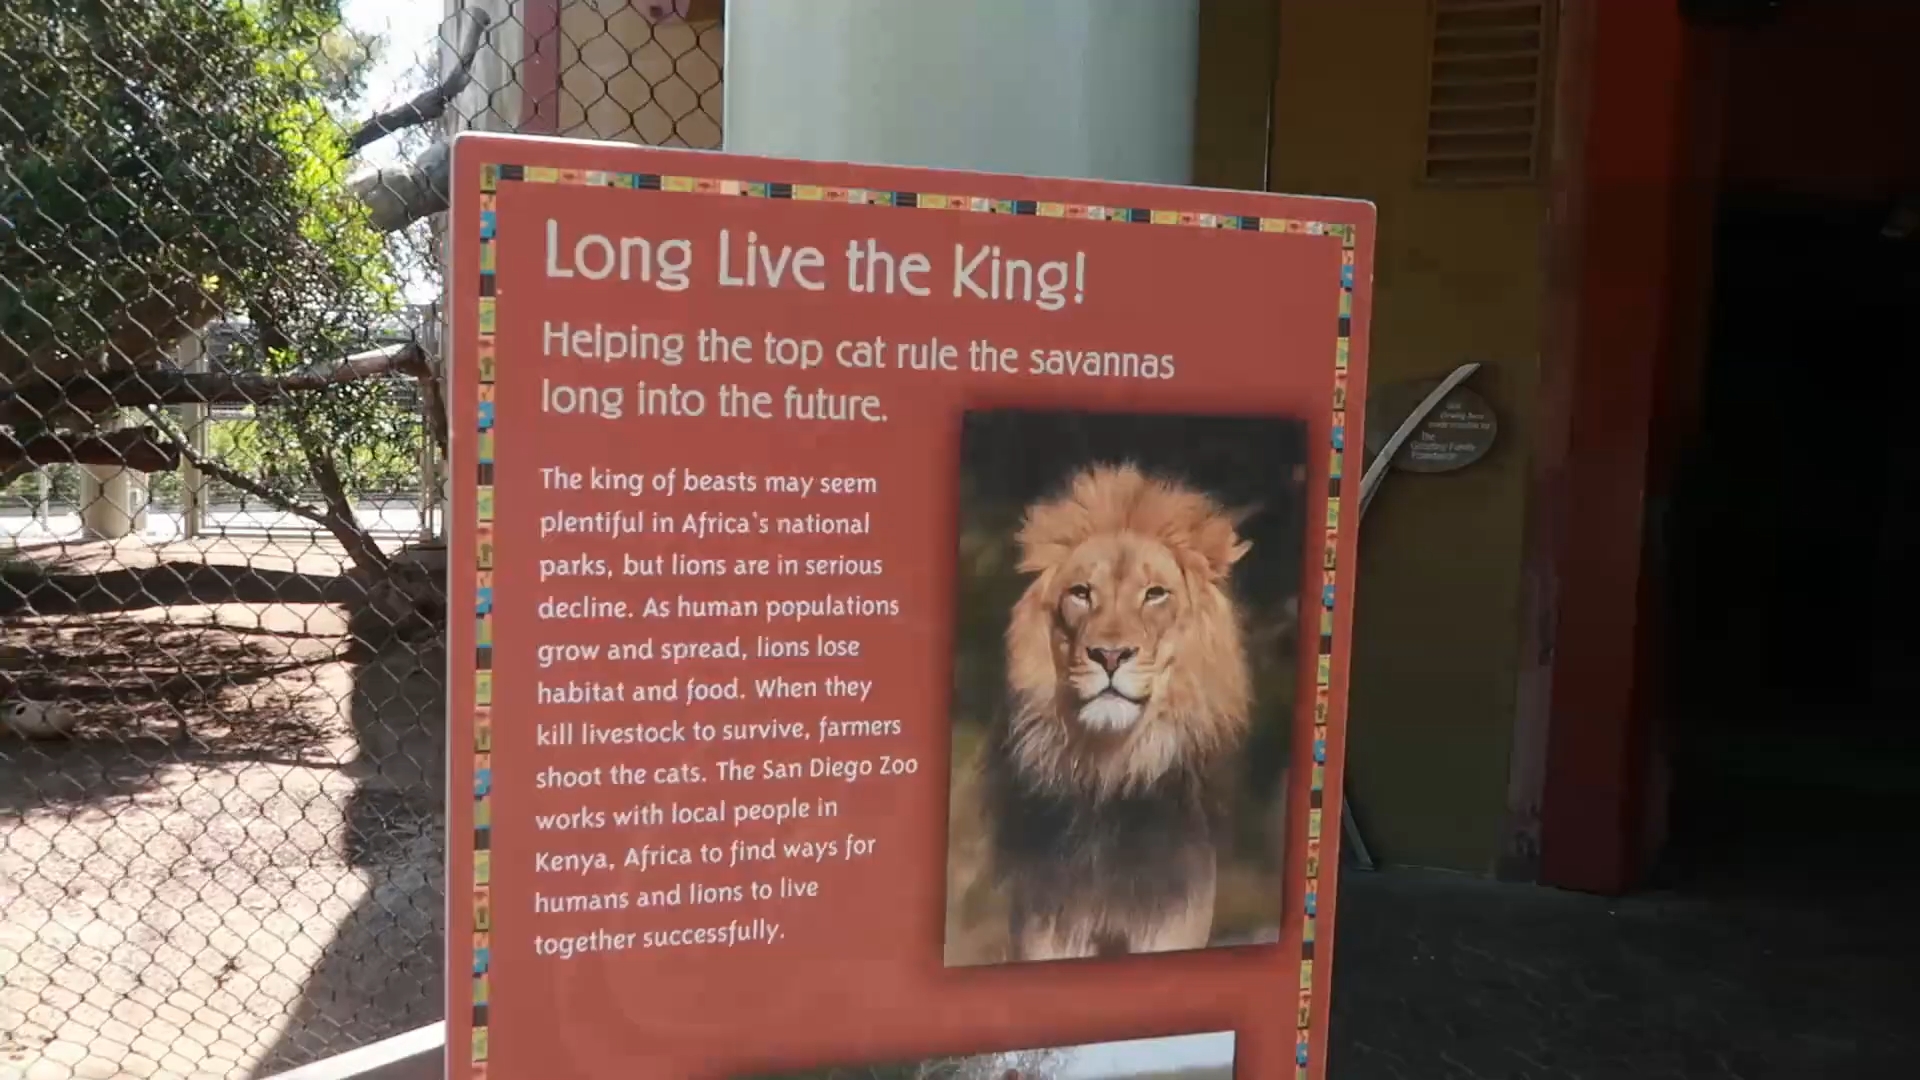 Long Live the King!
Helping the top cat rule the savannas
long into the future.
The king of beasts may seem
plentiful in Africa's national
parks, but lions are in serious
decline. As human populations
grow and spread, lions lose
habitat and food. When they
kill livestock to survive, farmers
shoot the cats. The San Diego Zoo
works with local people in
Kenya, Africa to find ways for
humans and lions to live
together successfully.
The
Family